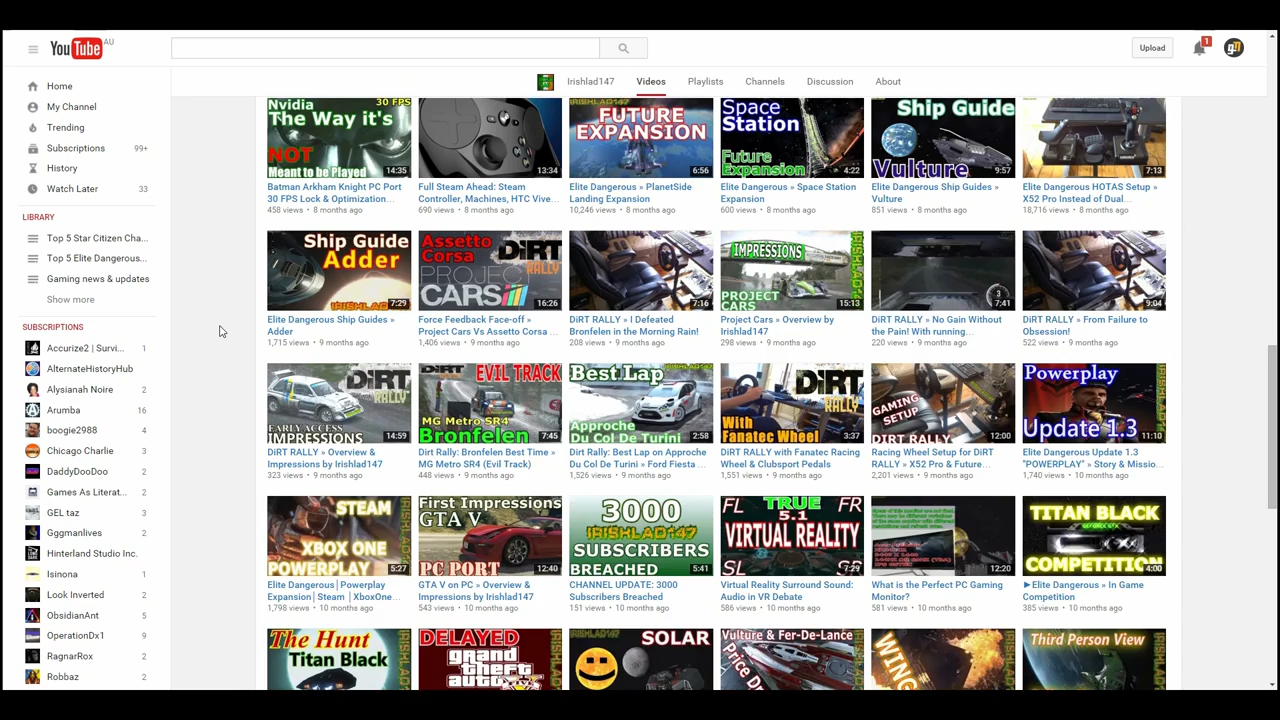 YouTube AU
Upload
1
Irishlad147 Videos Playlists Channels Discussion About
Home
My Channel
Trending
Subscriptions 99+
History
Watch Later 33
LIBRARY
Top 5 Star Citizen Cha...
Top 5 Elite Dangerous...
Gaming news & updates
Show more
SUBSCRIPTIONS
Accurize2 | Survi... 1
AlternateHistoryHub
Alysianah Noire 2
Arumba 16
boogie2988 4
Chicago Charlie 3
DaddyDooDoo 2
Games As Literat... 2
GEL taz 3
Gggmanlives 2
Hinterland Studio Inc.
Isinona 1
Look Inverted 2
ObsidianAnt 5
OperationDx1 9
RagnarRox 2
Robbaz 2
Nvidia 30 FPS
The Way it's
NOT
Meant to be Played
14:35
Batman Arkham Knight PC Port
30 FPS Lock & Optimization...
458 views • 8 months ago
13:34
Full Steam Ahead: Steam
Controller, Machines, HTC Vive...
690 views • 8 months ago
IRISHLAD147
FUTURE
EXPANSION
6:56
Elite Dangerous » PlanetSide
Landing Expansion
10,246 views • 8 months ago
Space
Station
Future
Expansion
4:22
Elite Dangerous » Space Station
Expansion
600 views • 8 months ago
Ship Guide
Vulture
9:57
Elite Dangerous Ship Guides »
Vulture
851 views • 8 months ago
7:13
Elite Dangerous HOTAS Setup »
X52 Pro Instead of Dual...
18,716 views • 8 months ago
Ship Guide
Adder
IRISHLAD
7:29
Elite Dangerous Ship Guides »
Adder
1,715 views • 9 months ago
Assetto
Corsa
DiRT
RALLY
PROJECT
CARS
16:26
Force Feedback Face-off »
Project Cars Vs Assetto Corsa ...
1,406 views • 9 months ago
7:16
DiRT RALLY » I Defeated
Bronfelen in the Morning Rain!
208 views • 9 months ago
IMPRESSIONS
PROJECT
CARS
15:13
Project Cars » Overview by
Irishlad147
298 views • 9 months ago
3
7:41
DiRT RALLY » No Gain Without
the Pain! With running...
220 views • 9 months ago
9:04
DiRT RALLY » From Failure to
Obsession!
522 views • 9 months ago
DiRT
RALLY
EARLY ACCESS
IMPRESSIONS
14:59
DiRT RALLY » Overview &
Impressions by Irishlad147
323 views • 9 months ago
DiRT EVIL TRACK
MG Metro SR4
Bronfelen
7:45
Dirt Rally: Bronfelen Best Time »
MG Metro SR4 (Evil Track)
448 views • 9 months ago
Best Lap
Approche
Du Col De Turini
2:58
Dirt Rally: Best Lap on Approche
Du Col De Turini » Ford Fiesta ...
1,526 views • 9 months ago
DiRT
RALLY
With
Fanatec Wheel
3:37
DiRT RALLY with Fanatec Racing
Wheel & Clubsport Pedals
1,551 views • 9 months ago
GAMING
SETUP
DIRT RALLY
12:00
Racing Wheel Setup for DiRT
RALLY » X52 Pro & Future...
2,201 views • 9 months ago
Powerplay
Update 1.3
11:10
Elite Dangerous Update 1.3
"POWERPLAY" » Story & Missio...
1,740 views • 10 months ago
STEAM
XBOX ONE
POWERPLAY
5:27
Elite Dangerous│Powerplay
Expansion│Steam │XboxOne...
1,798 views • 10 months ago
First Impressions
GTA V
PC PORT
12:40
GTA V on PC » Overview &
Impressions by Irishlad147
543 views • 10 months ago
3000
IRISHLAD147
SUBSCRIBERS
BREACHED
5:41
CHANNEL UPDATE: 3000
Subscribers Breached
151 views • 10 months ago
FL TRUE FR
5.1
VIRTUAL REALITY
SL
7:29
Virtual Reality Surround Sound:
Audio in VR Debate
586 views • 10 months ago
12:20
What is the Perfect PC Gaming
Monitor?
581 views • 10 months ago
TITAN BLACK
GEFORCE GTX
COMPETITIC
4:00
►Elite Dangerous » In Game
Competition
385 views • 10 months ago
The Hunt
Titan Black
DELAYED
grand
theft
auto
SOLAR
Vulture & Fer-De-Lance
WING
Third Person View